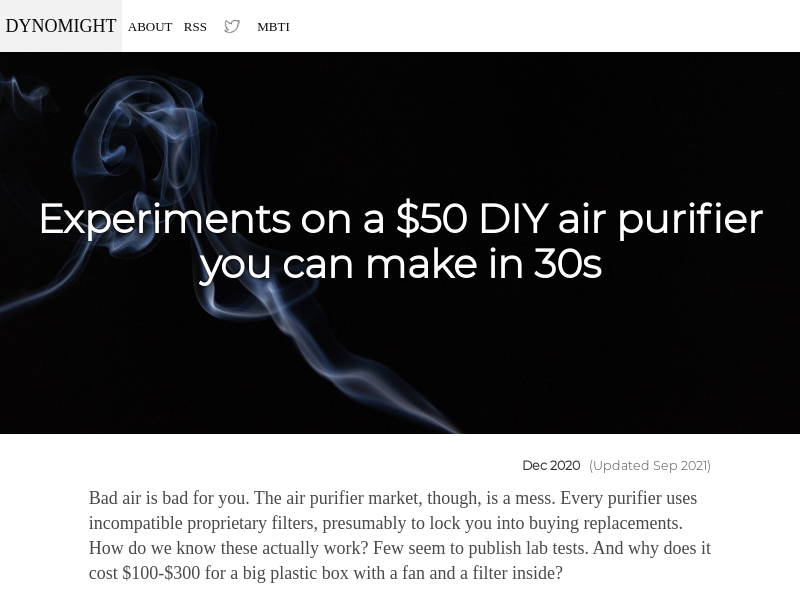 DYNOMIGHT ABOUT RSS MBTI
Experiments on a $50 DIY air purifier
you can make in 30s
Dec 2020 (Updated Sep 2021)
Bad air is bad for you. The air purifier market, though, is a mess. Every purifier uses
incompatible proprietary filters, presumably to lock you into buying replacements.
How do we know these actually work? Few seem to publish lab tests. And why does it
cost $100-$300 for a big plastic box with a fan and a filter inside?